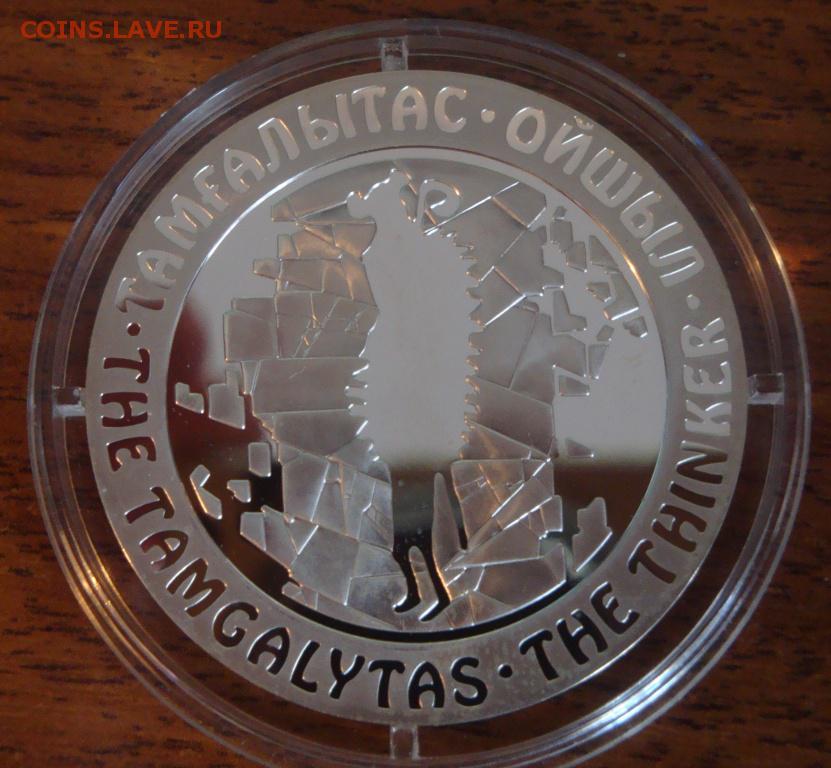 COINS.LAVE.RU
ТАМҒАЛЫТАС · ОЙШЫЛ ·
THE TAMGALYTAS · THE THINKER ·